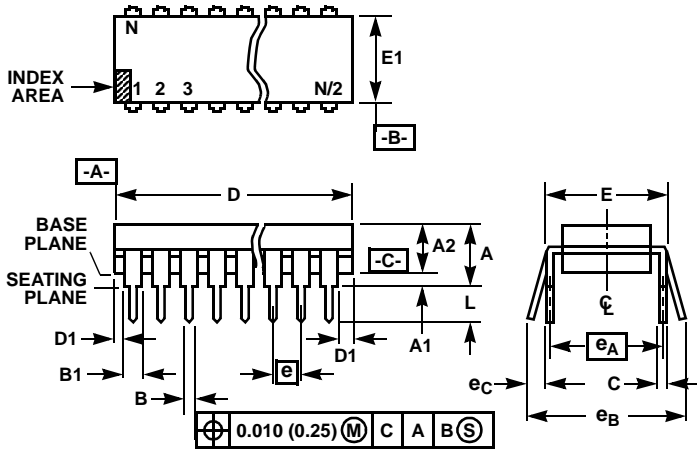 N
E1
INDEX
AREA
1 2 3 N/2
-B-
-A-
D
E
BASE
PLANE
A2
A
-C-
SEATING
PLANE
L
C
L
D1
A1
D1
e
eA
B1
eC
C
B
eB
0.010 (0.25) M C A B S